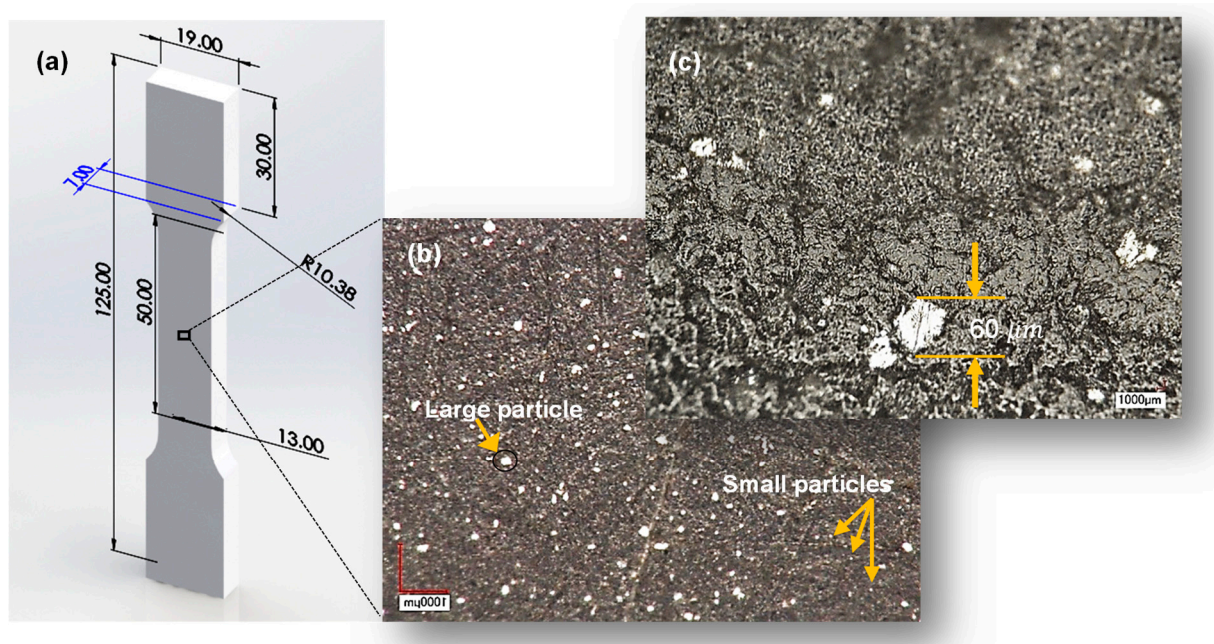 (a)
19.00
30.00
7.00
R10.38
125.00
50.00
13.00
(b)
Large particle
Small particles
1000µm
(c)
60 µm
1000µm